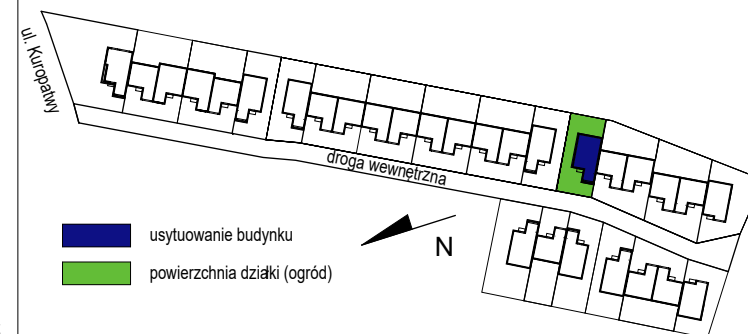 ul. Kuropatwy
droga wewnętrzna
usytuowanie budynku
N
powierzchnia działki (ogród)